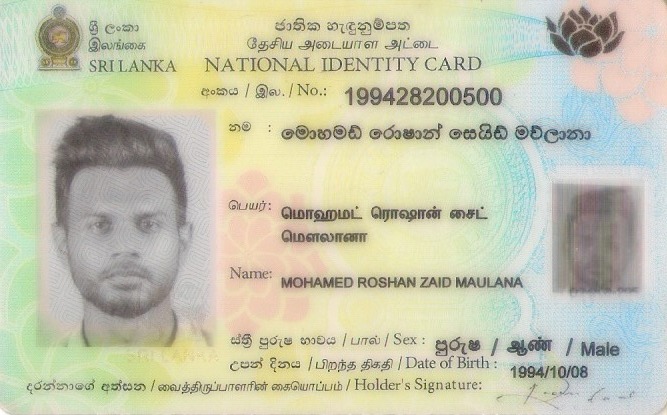 ශ්‍රී ලංකා
ජාතික හැඳුනුම්පත
இலங்கை
தேசிய அடையாள அட்டை
SRI LANKA
NATIONAL IDENTITY CARD
අංකය / இல. / No.: 199428200500
නම : මොහමඩ් රොෂාන් සෙයිඩ් මව්ලානා
பெயர்: மொஹமட் ரொஷான் சைட்
மௌலானா
Name: MOHAMED ROSHAN ZAID MAULANA
ස්ත්‍රී පුරුෂ භාවය / பால் / Sex : පුරුෂ / ஆண் / Male
උපන් දිනය / பிறந்த திகதி / Date of Birth : 1994/10/08
දරන්නාගේ අත්සන / வைத்திருப்பாளரின் கையொப்பம் / Holder's Signature:
SRI LANKA